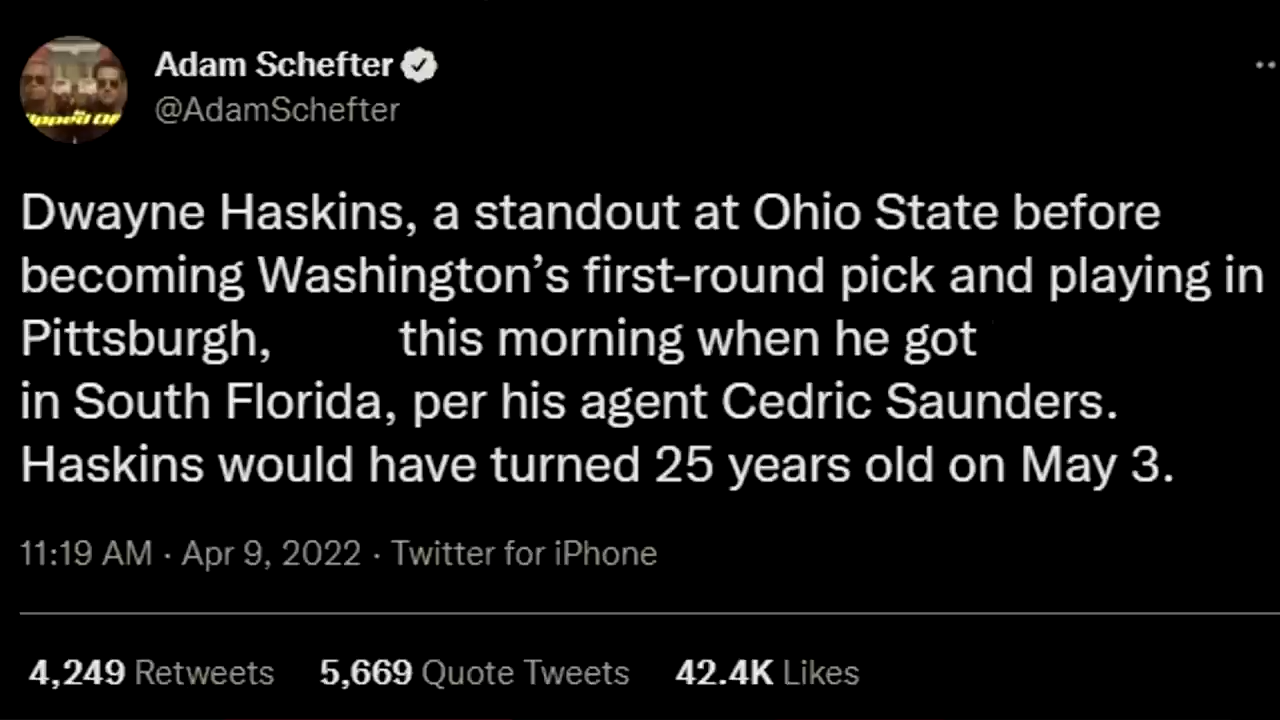 Adam Schefter
@AdamSchefter
Dwayne Haskins, a standout at Ohio State before
becoming Washington’s first-round pick and playing in
Pittsburgh, this morning when he got
in South Florida, per his agent Cedric Saunders.
Haskins would have turned 25 years old on May 3.
11:19 AM · Apr 9, 2022 · Twitter for iPhone
4,249 Retweets 5,669 Quote Tweets 42.4K Likes